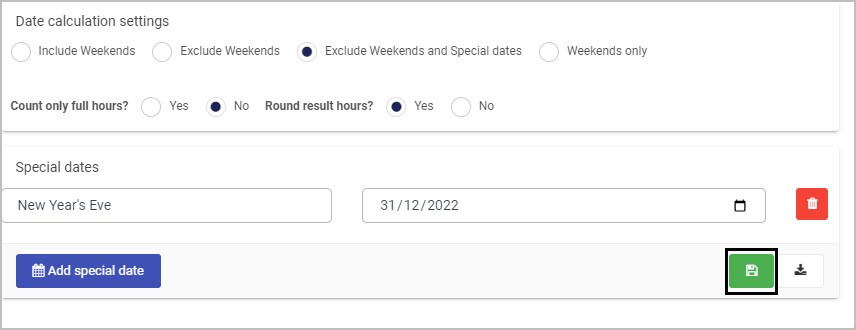 Date calculation settings
Include Weekends Exclude Weekends Exclude Weekends and Special dates Weekends only
Count only full hours? Yes No Round result hours? Yes No
Special dates
New Year's Eve 31/12/2022
Add special date